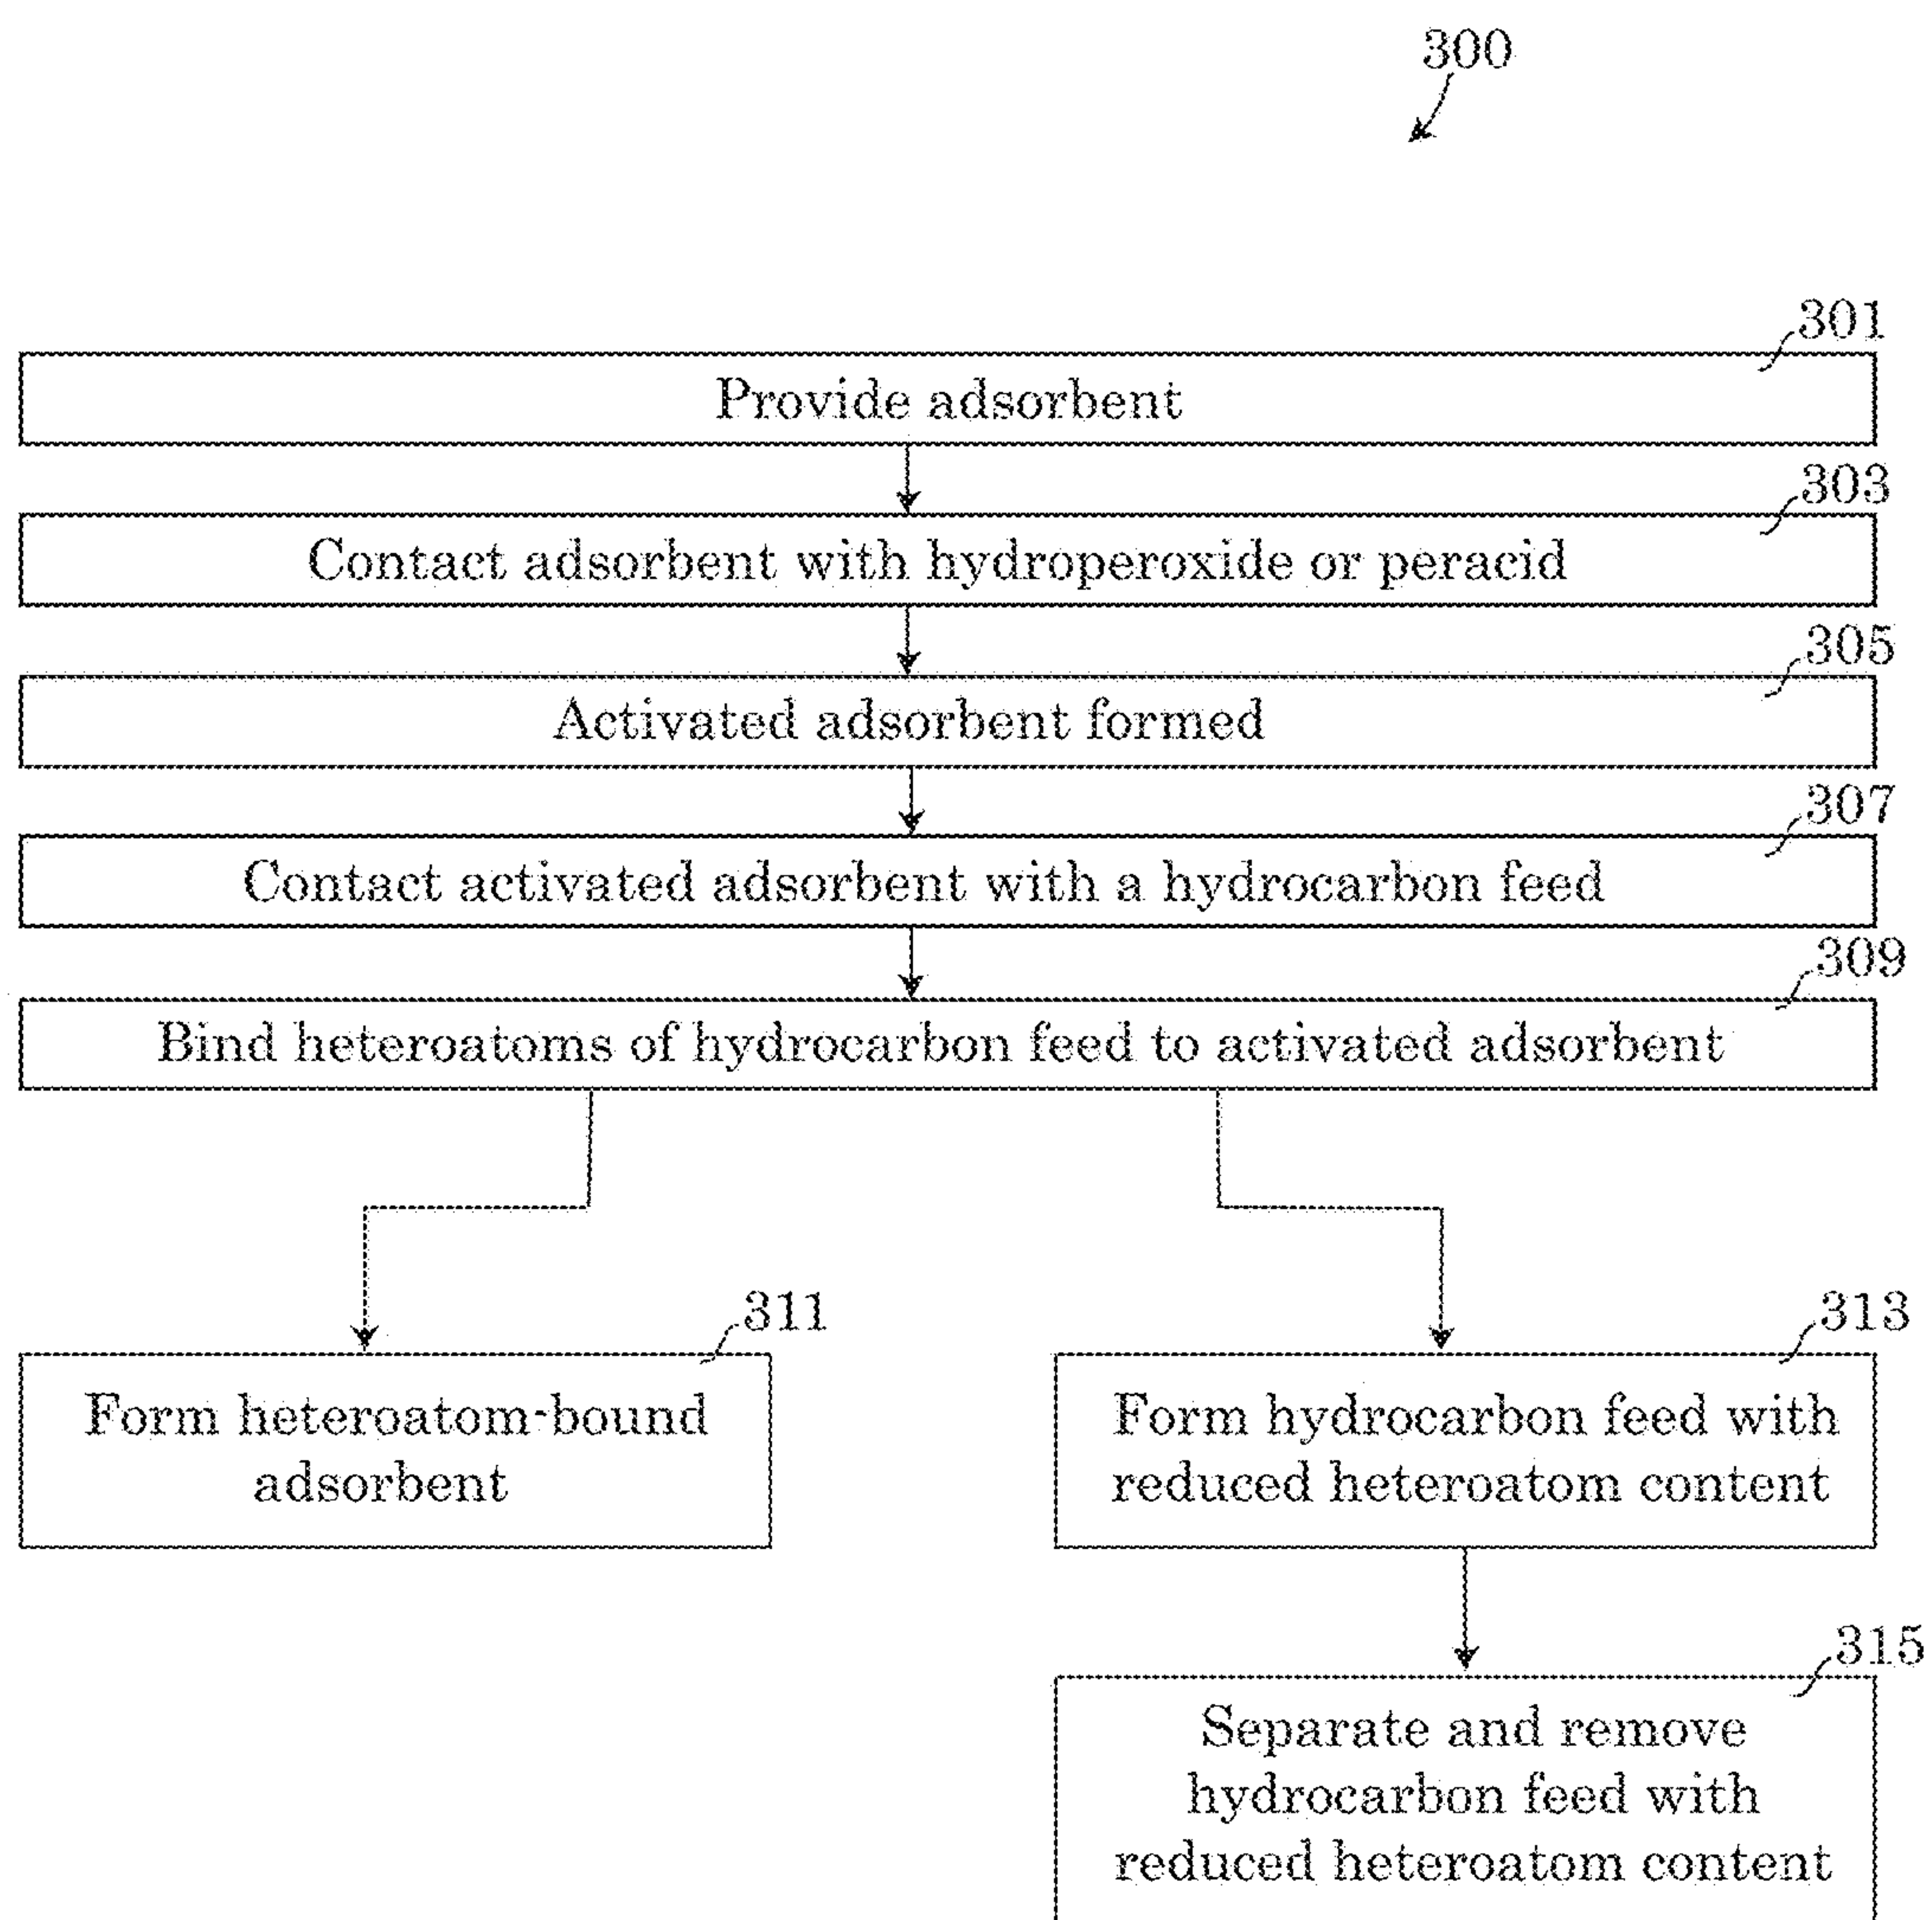 300
301
Provide adsorbent
303
Contact adsorbent with hydroperoxide or peracid
305
Activated adsorbent formed
307
Contact activated adsorbent with a hydrocarbon feed
309
Bind heteroatoms of hydrocarbon feed to activated adsorbent
311
Form heteroatom-bound
adsorbent
313
Form hydrocarbon feed with
reduced heteroatom content
315
Separate and remove
hydrocarbon feed with
reduced heteroatom content